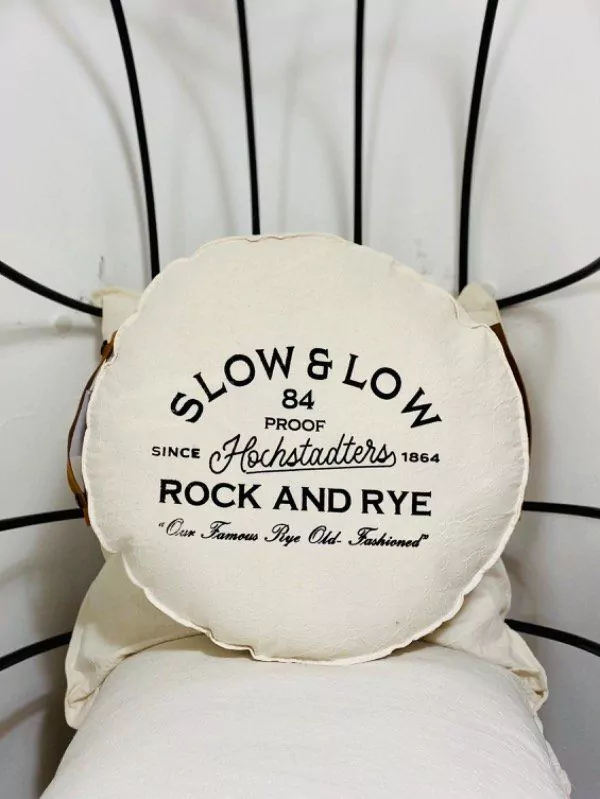 SLOW & LOW
84
PROOF
SINCE Hochstadters 1864
ROCK AND RYE
"Our Famous Rye Old-Fashioned"